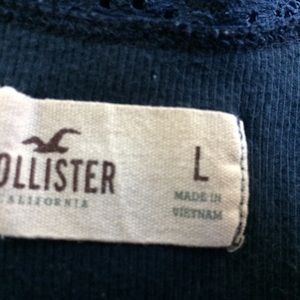 OLLISTER
CALIFORNIA
L
MADE IN
VIETNAM